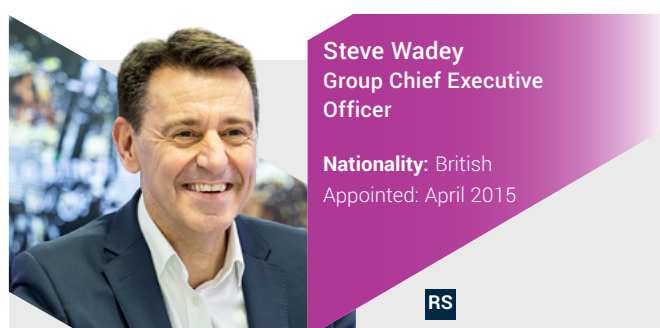 Steve Wadey
Group Chief Executive
Officer
Nationality: British
Appointed: April 2015
RS